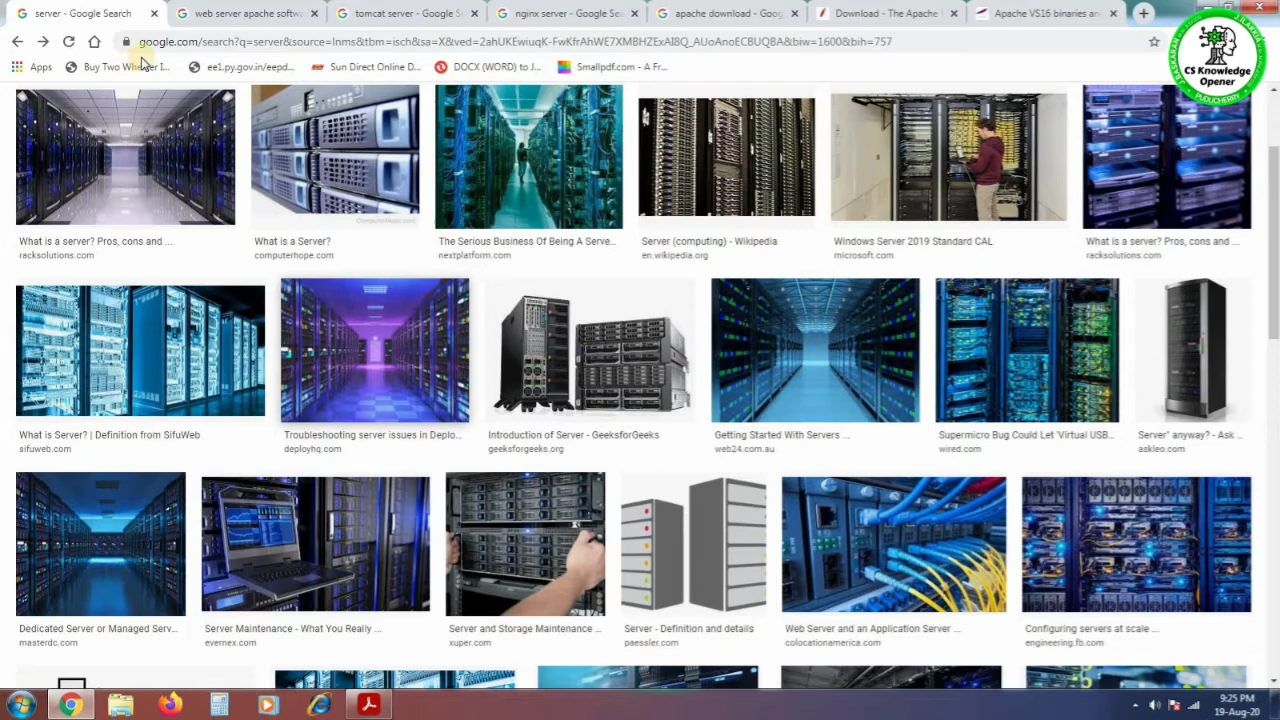 server - Google Search
web server apache softw
tomcat server - Google S
nginx server - Google Sea
apache download - Goog
Download - The Apache
Apache VS16 binaries an
google.com/search?q=server&source=lnms&tbm=isch&sa=X&ved=2ahUKEwiuqK-FwKfrAhWE7XMBHZExAI8Q_AUoAnoECBUQBA&biw=1600&bih=757
Apps
Buy Two Wheeler I...
ee1.py.gov.in/eepd...
Sun Direct Online D...
DOCX (WORD) to J...
Smallpdf.com - A Fr...
J.BASKARAN
J.ILAKKIA
CS Knowledge
Opener
PUDUCHERRY
ComputerHope.com
What is a server? Pros, cons and ...
What is a Server?
The Serious Business Of Being A Serve...
Server (computing) - Wikipedia
Windows Server 2019 Standard CAL
What is a server? Pros, cons and ...
racksolutions.com
computerhope.com
nextplatform.com
en.wikipedia.org
microsoft.com
racksolutions.com
What is Server? | Definition from SifuWeb
Troubleshooting server issues in Deplo...
Introduction of Server - GeeksforGeeks
Getting Started With Servers ...
Supermicro Bug Could Let 'Virtual USB...
Server" anyway? - Ask ...
sifuweb.com
deployhq.com
geeksforgeeks.org
web24.com.au
wired.com
askleo.com
Dedicated Server or Managed Serv...
Server Maintenance - What You Really ...
Server and Storage Maintenance ...
Server - Definition and details
Web Server and an Application Server ...
Configuring servers at scale ...
masterdc.com
evernex.com
xuper.com
paessler.com
colocationamerica.com
engineering.fb.com
9:25 PM
19-Aug-20